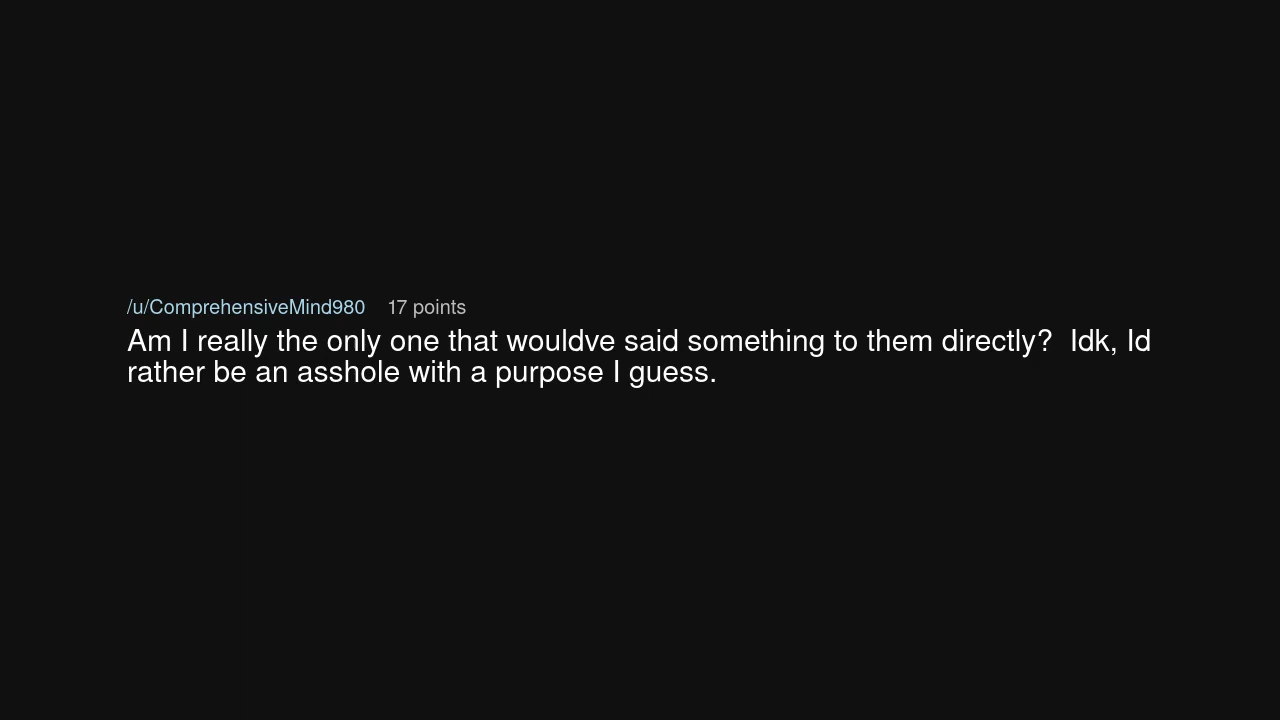 /u/ComprehensiveMind980 17 points
Am I really the only one that wouldve said something to them directly?  Idk, Id
rather be an asshole with a purpose I guess.